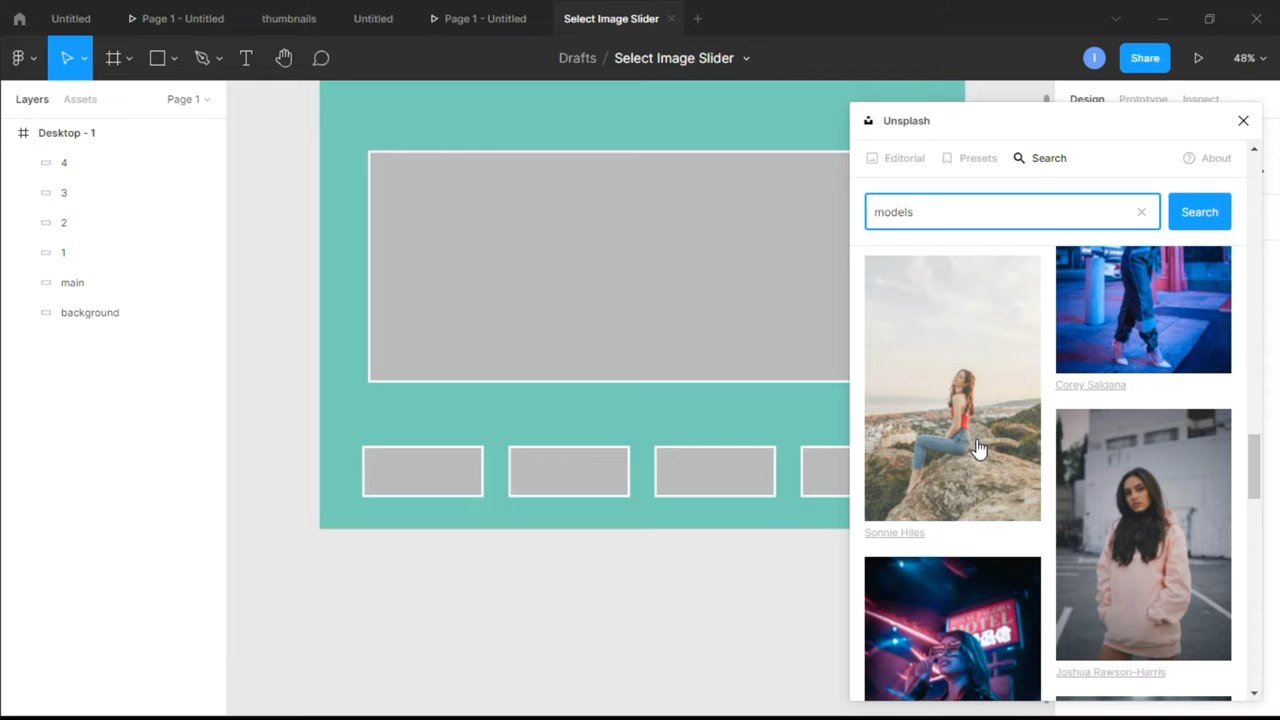 Untitled
Page 1 - Untitled
thumbnails
Untitled
Page 1 - Untitled
Select Image Slider
Drafts / Select Image Slider
I
Share
48%
Layers
Assets
Page 1
Design
Prototype
Inspect
Desktop - 1
4
3
2
1
main
background
Unsplash
Editorial
Presets
Search
About
models
Search
Corey Saldana
Sonnie Hiles
Joshua Rawson-Harris